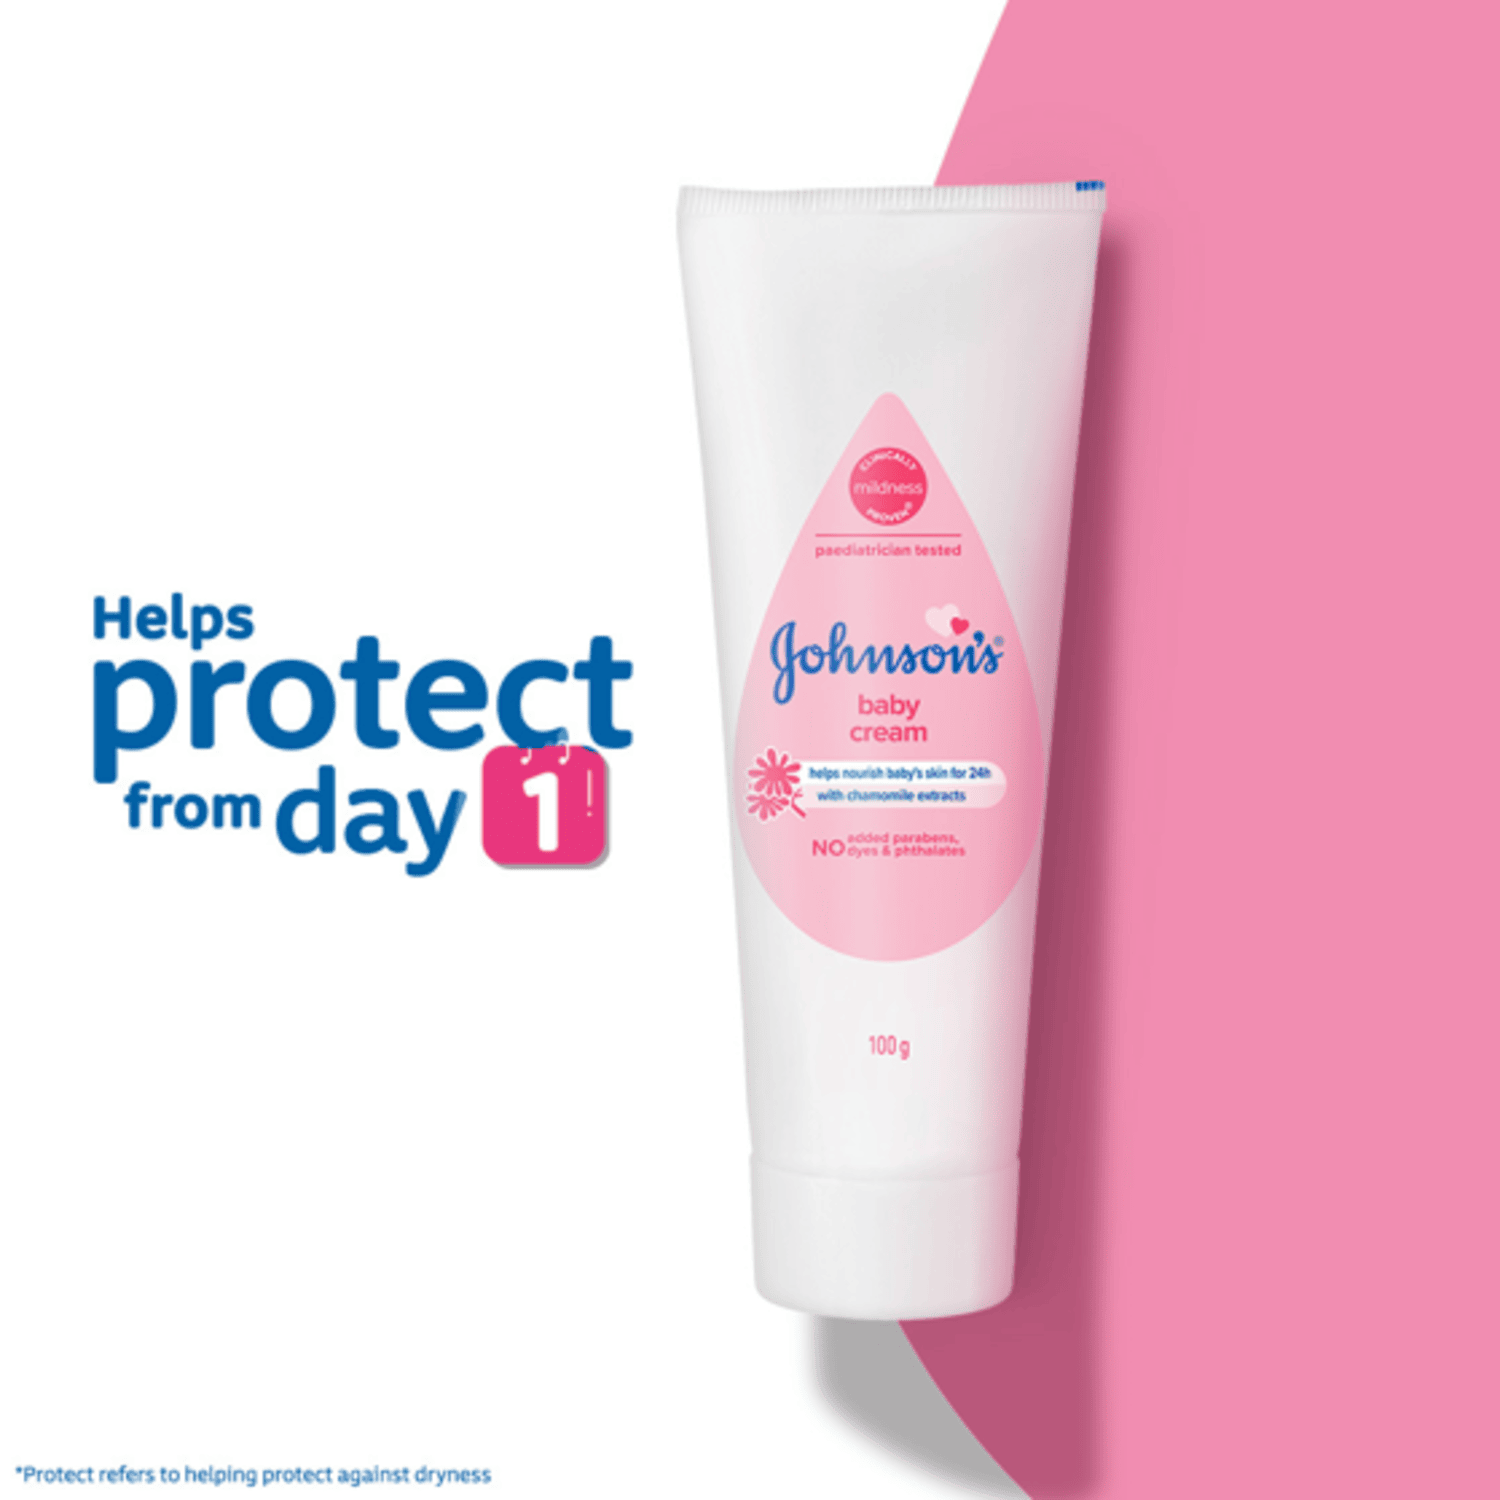 Helps
protect
from day 1!
CLINICALLY
mildness
PROVEN®
paediatrician tested
Johnson's®
baby
cream
helps nourish baby's skin for 24h
with chamomile extracts
NO added parabens,
dyes & phthalates
100 g
*Protect refers to helping protect against dryness